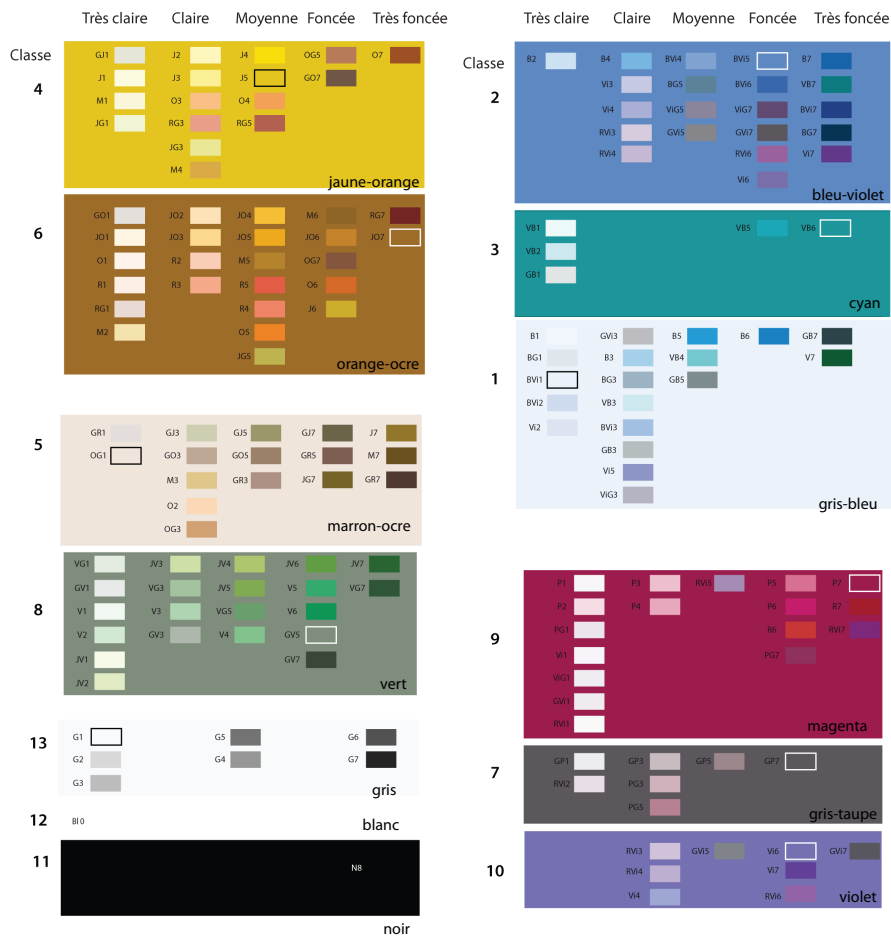 Très claire Claire Moyenne Foncée Très foncée
Classe
4
GJ1 J2 J4 OG5 O7
J1 J3 J5 GO7
M1 O3 O4
JG1 RG3 RG5
JG3
M4
jaune-orange
6
GO1 JO2 JO4 M6 RG7
JO1 JO3 JO5 JO6 JO7
O1 R2 M5 OG7
R1 R3 R5 O6
RG1 R4 J6
M2 O5
JG5
orange-ocre
5
GR1 GJ3 GJ5 GJ7 J7
OG1 GO3 GO5 GR5 M7
M3 GR3 JG7 GR7
O2
OG3
marron-ocre
8
VG1 JV3 JV4 JV6 JV7
GV1 VG3 JV5 V5 VG7
V1 V3 VG5 V6
V2 GV3 V4 GV5
JV1 GV7
JV2
vert
13
G1 G5 G6
G2 G4 G7
G3
gris
12
Bl 0
blanc
11
N8
noir
Très claire Claire Moyenne Foncée Très foncée
Classe
2
B2 B4 BVi4 BVi5 B7
Vi3 BG5 BVi6 VB7
Vi4 ViG5 ViG7 BVi7
RVi3 GVi5 GVi7 BG7
RVi4 RVi6 Vi7
Vi6
bleu-violet
3
VB1 VB5 VB6
VB2
GB1
cyan
1
B1 GVi3 B5 B6 GB7
BG1 B3 VB4 V7
BVi1 BG3 GB5
BVi2 VB3
Vi2 BVi3
GB3
Vi5
ViG3
gris-bleu
9
P1 P3 RVi5 P5 P7
P2 P4 P6 R7
PG1 R6 RVI7
Vi1 PG7
ViG1
GVi1
RVi1
magenta
7
GP1 GP3 GP5 GP7
RVi2 PG3
PG5
gris-taupe
10
RVi3 GVi5 Vi6 GVi7
RVi4 Vi7
Vi4 RVi6
violet